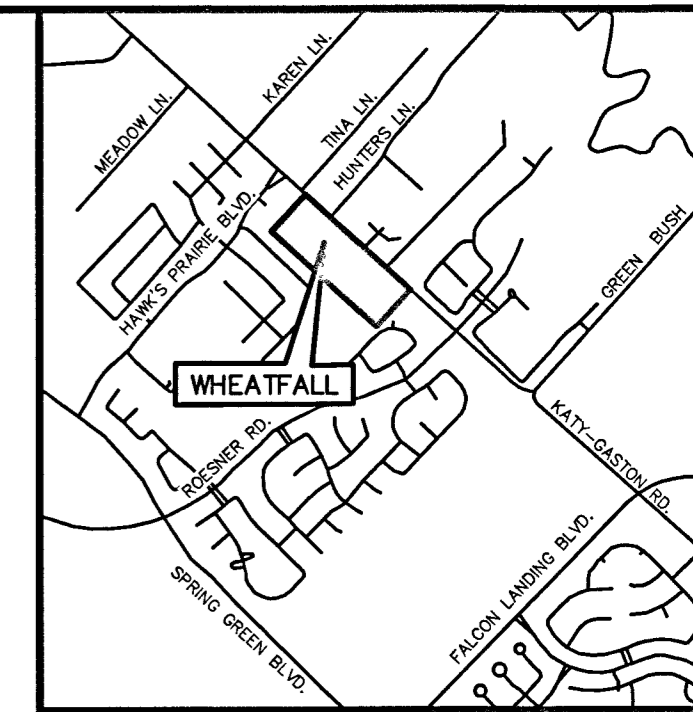 KAREN LN.
MEADOW LN.
TINA LN.
HUNTERS LN.
HAWK'S PRAIRIE BLVD.
GREEN BUSH
WHEATFALL
ROESNER RD.
KATY-GASTON RD.
FALCON LANDING BLVD.
SPRING GREEN BLVD.